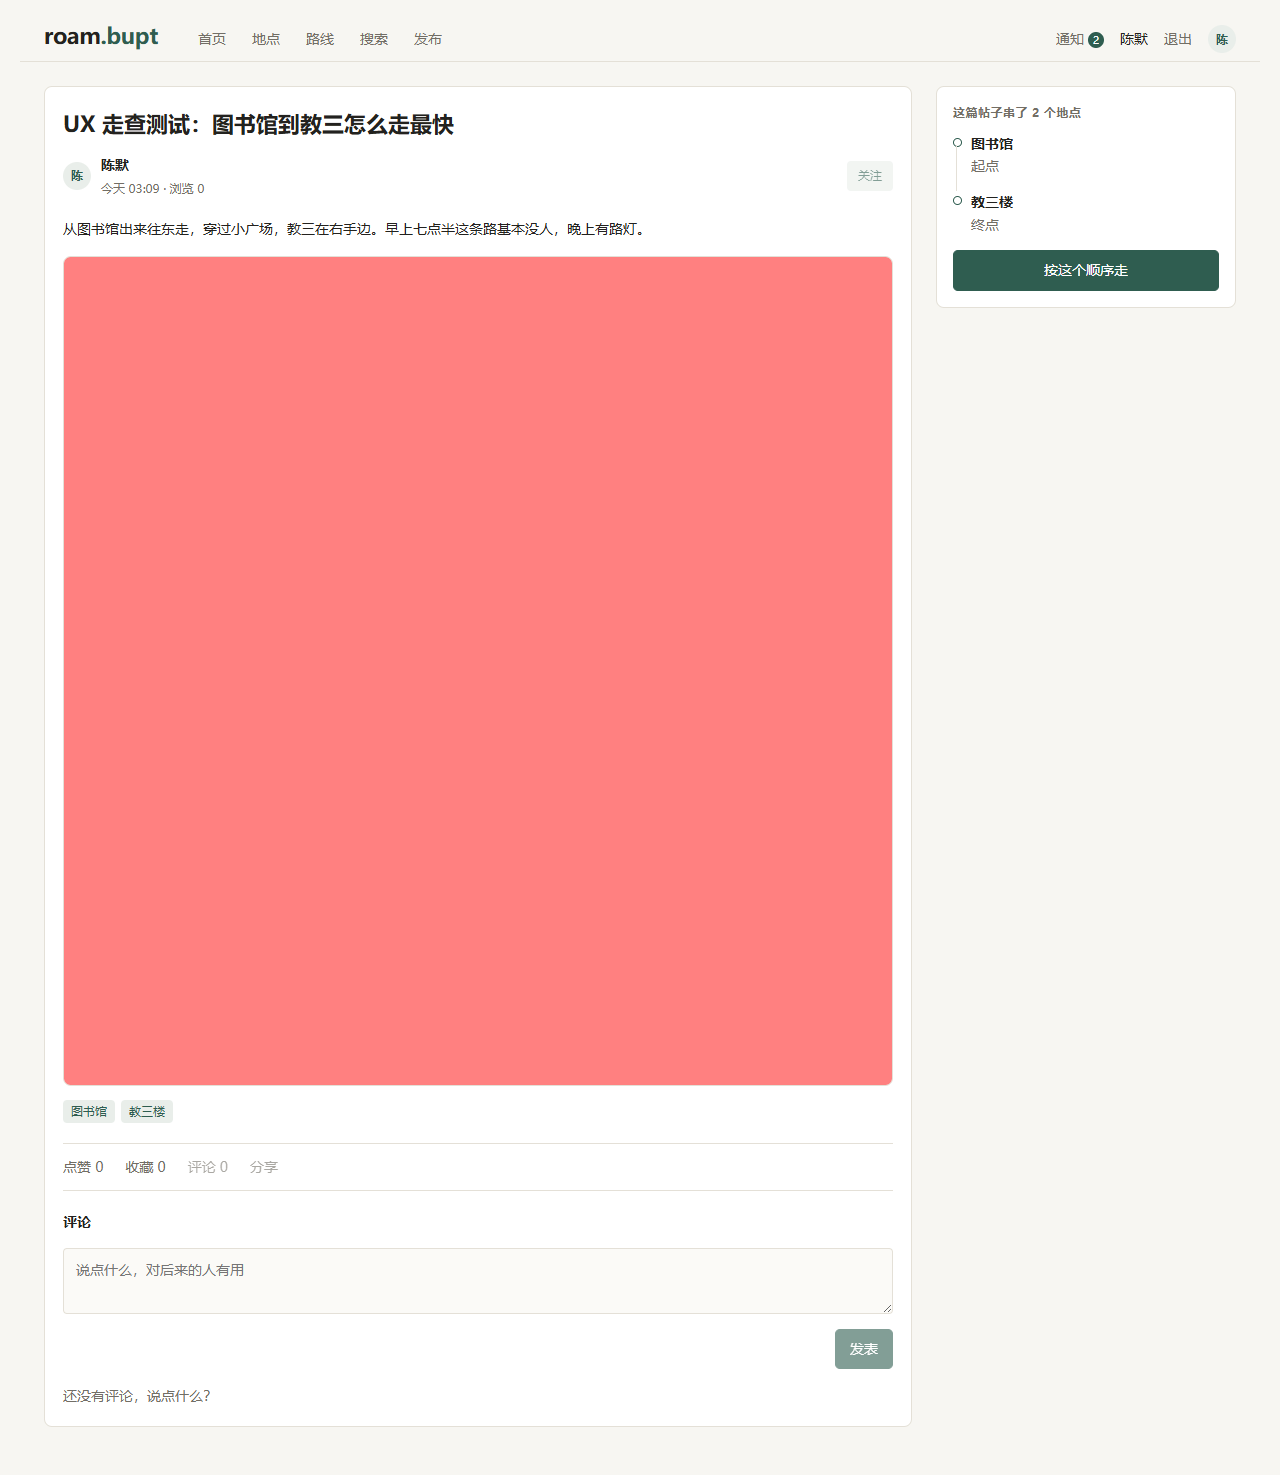 roam.bupt 首页 地点 路线 搜索 发布 通知 2 陈默 退出 陈
UX 走查测试：图书馆到教三怎么走最快
陈 陈默
今天 03:09 · 浏览 0
关注
从图书馆出来往东走，穿过小广场，教三在右手边。早上七点半这条路基本没人，晚上有路灯。
图书馆 教三楼
点赞 0 收藏 0 评论 0 分享
评论
说点什么，对后来的人有用
发表
还没有评论，说点什么？
这篇帖子串了 2 个地点
图书馆
起点
教三楼
终点
按这个顺序走